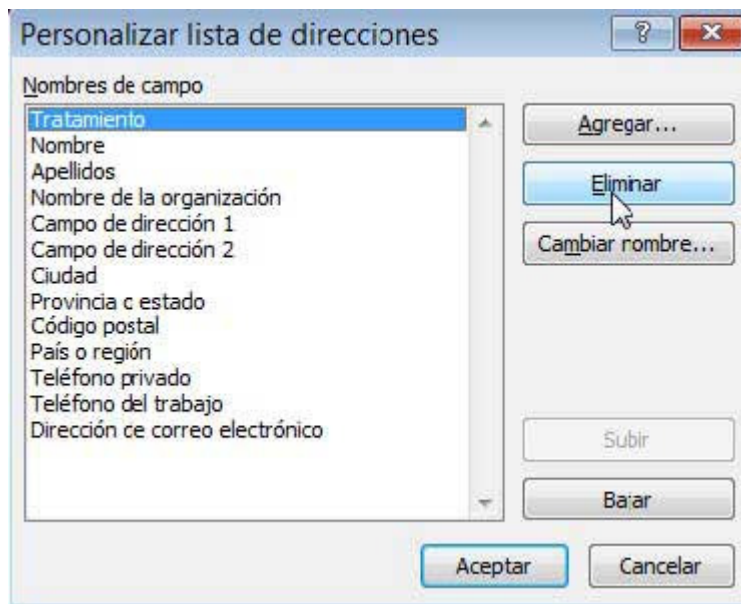 Personalizar lista de direcciones
Nombres de campo
Tratamiento
Nombre
Apellidos
Nombre de la organización
Campo de dirección 1
Campo de dirección 2
Ciudad
Provincia o estado
Código postal
País o región
Teléfono privado
Teléfono del trabajo
Dirección de correo electrónico
Agregar...
Eliminar
Cambiar nombre...
Subir
Bajar
Aceptar
Cancelar